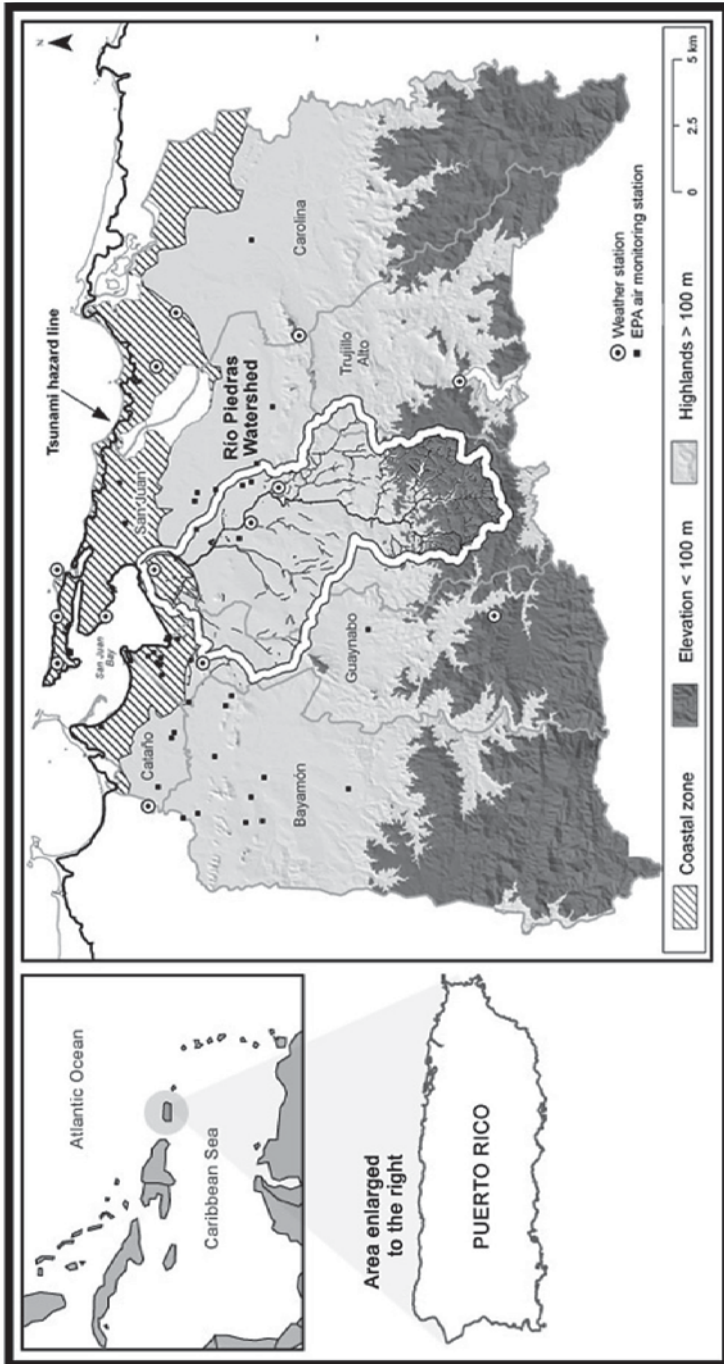 Atlantic Ocean
Caribbean Sea
Area enlarged
to the right
PUERTO RICO
N
Tsunami hazard line
San Juan
Bay
San Juan
Cataño
Carolina
Río Piedras
Watershed
Trujillo
Alto
Guaynabo
Bayamón
Weather station
EPA air monitoring station
Coastal zone
Elevation < 100 m
Highlands > 100 m
0
2.5
5 km